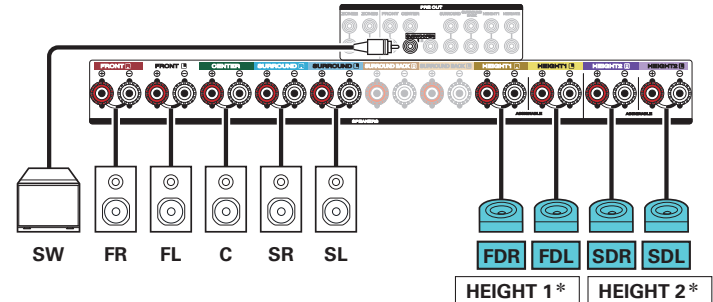 PRE OUT
FRONT R FRONT L CENTER SURROUND R SURROUND L SURROUND BACK R SURROUND BACK L HEIGHT1 R HEIGHT1 L HEIGHT2 R HEIGHT2 L
ASSIGNABLE ASSIGNABLE
SPEAKERS
SW FR FL C SR SL
FDR FDL SDR SDL
HEIGHT 1* HEIGHT 2*